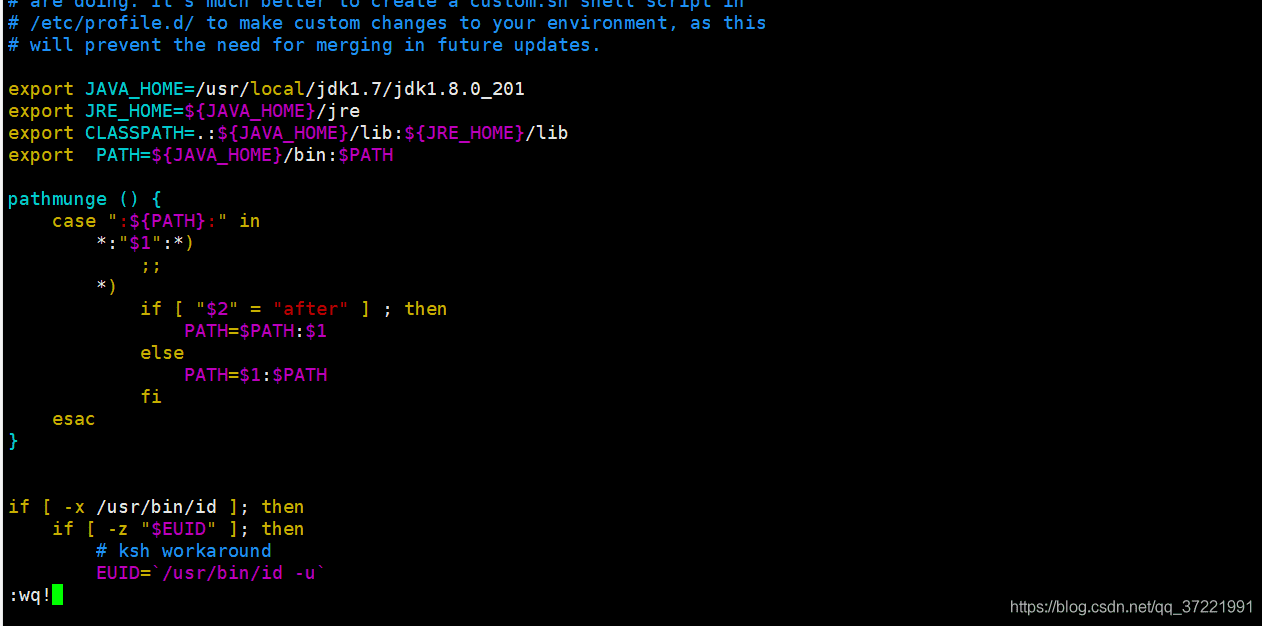 # are doing. It's much better to create a custom.sh shell script in
# /etc/profile.d/ to make custom changes to your environment, as this
# will prevent the need for merging in future updates.
export JAVA_HOME=/usr/local/jdk1.7/jdk1.8.0_201
export JRE_HOME=${JAVA_HOME}/jre
export CLASSPATH=.:${JAVA_HOME}/lib:${JRE_HOME}/lib
export  PATH=${JAVA_HOME}/bin:$PATH
pathmunge () {
    case ":${PATH}:" in
        *:"$1":*)
            ;;
        *)
            if [ "$2" = "after" ] ; then
                PATH=$PATH:$1
            else
                PATH=$1:$PATH
            fi
    esac
}
if [ -x /usr/bin/id ]; then
    if [ -z "$EUID" ]; then
        # ksh workaround
        EUID=`/usr/bin/id -u`
:wq!
https://blog.csdn.net/qq_37221991